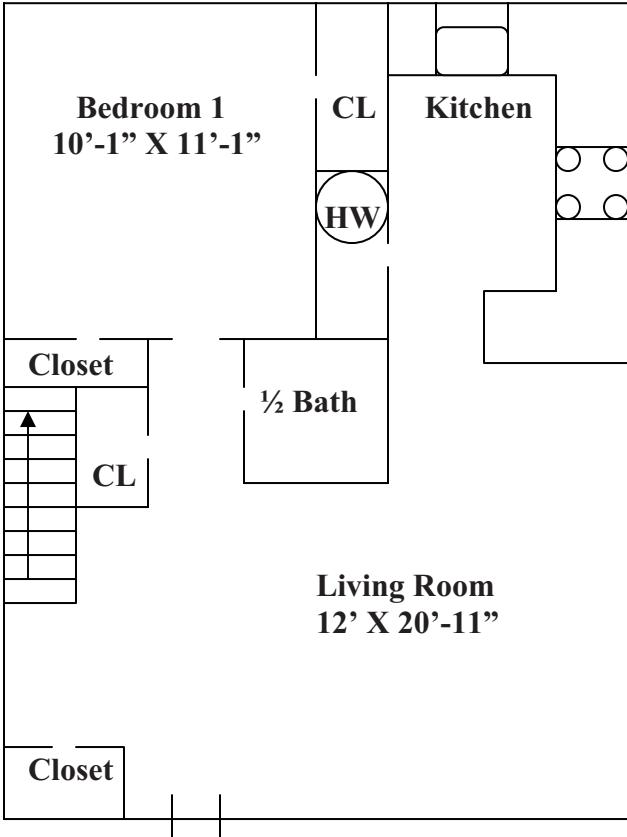 Bedroom 1
10’-1” X 11’-1”
CL
Kitchen
HW
Closet
½ Bath
CL
Living Room
12’ X 20’-11”
Closet